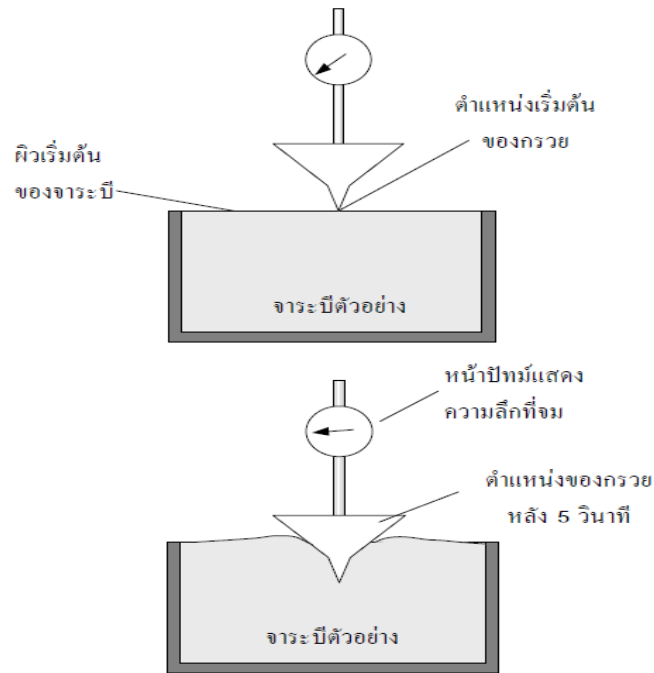 ตำแหน่งเริ่มต้น
ของกรวย
ผิวเริ่มต้น
ของจาระบี
จาระบีตัวอย่าง
หน้าปัทม์แสดง
ความลึกที่จม
ตำแหน่งของกรวย
หลัง 5 วินาที
จาระบีตัวอย่าง